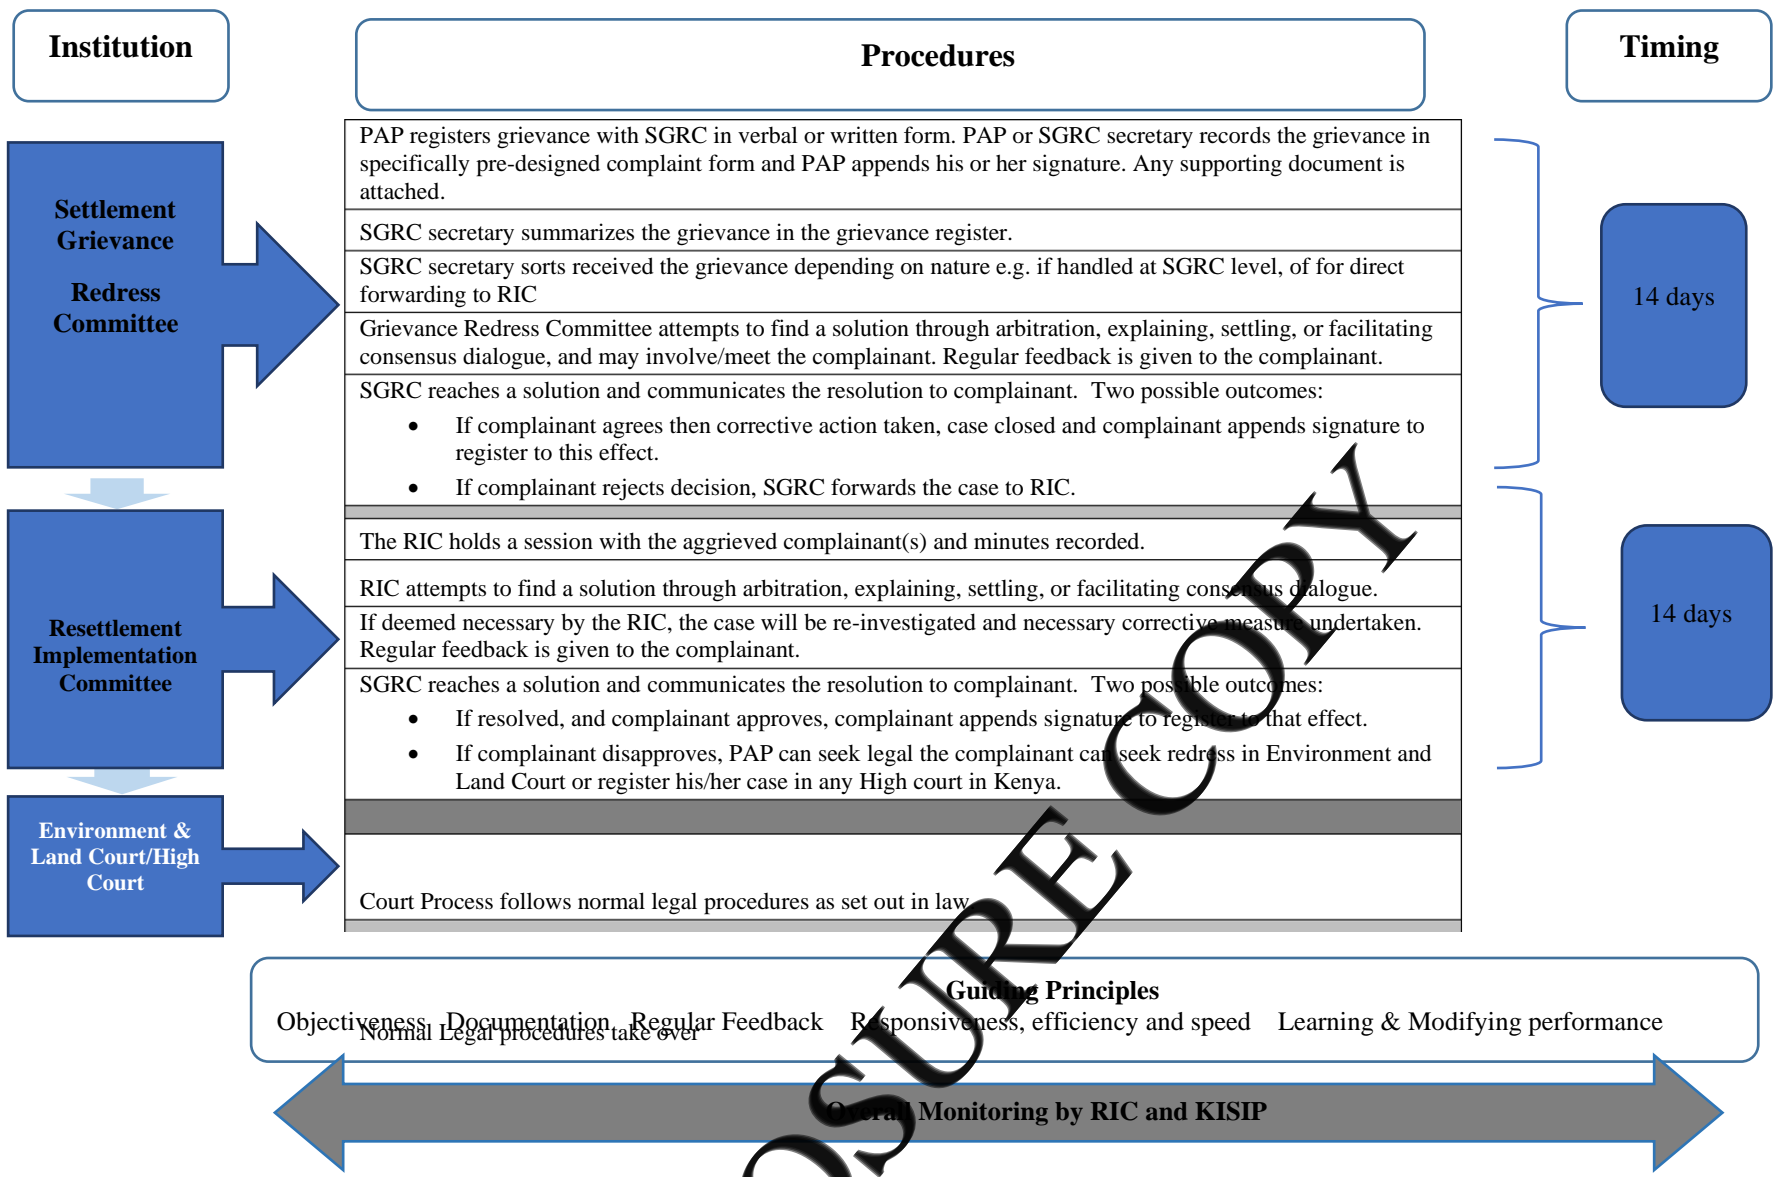 Institution
Procedures
Timing
Settlement
Grievance
Redress
Committee
PAP registers grievance with SGRC in verbal or written form. PAP or SGRC secretary records the grievance in
specifically pre-designed complaint form and PAP appends his or her signature. Any supporting document is
attached.
SGRC secretary summarizes the grievance in the grievance register.
SGRC secretary sorts received the grievance depending on nature e.g. if handled at SGRC level, of for direct
forwarding to RIC
Grievance Redress Committee attempts to find a solution through arbitration, explaining, settling, or facilitating
consensus dialogue, and may involve/meet the complainant. Regular feedback is given to the complainant.
SGRC reaches a solution and communicates the resolution to complainant. Two possible outcomes:
• If complainant agrees then corrective action taken, case closed and complainant appends signature to
register to this effect.
• If complainant rejects decision, SGRC forwards the case to RIC.
14 days
Resettlement
Implementation
Committee
The RIC holds a session with the aggrieved complainant(s) and minutes recorded.
RIC attempts to find a solution through arbitration, explaining, settling, or facilitating consensus dialogue.
If deemed necessary by the RIC, the case will be re-investigated and necessary corrective measure undertaken.
Regular feedback is given to the complainant.
SGRC reaches a solution and communicates the resolution to complainant. Two possible outcomes:
• If resolved, and complainant approves, complainant appends signature to register to that effect.
• If complainant disapproves, PAP can seek legal the complainant can seek redress in Environment and
Land Court or register his/her case in any High court in Kenya.
14 days
Environment &
Land Court/High
Court
Court Process follows normal legal procedures as set out in law
Guiding Principles
Objectiveness Documentation Regular Feedback Responsiveness, efficiency and speed Learning & Modifying performance
Normal Legal procedures take over
Overall Monitoring by RIC and KISIP
OSURE COPY